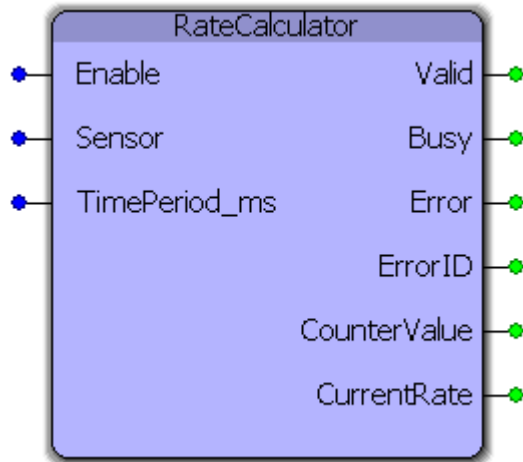 RateCalculator
Enable Valid
Sensor Busy
TimePeriod_ms Error
ErrorID
CounterValue
CurrentRate